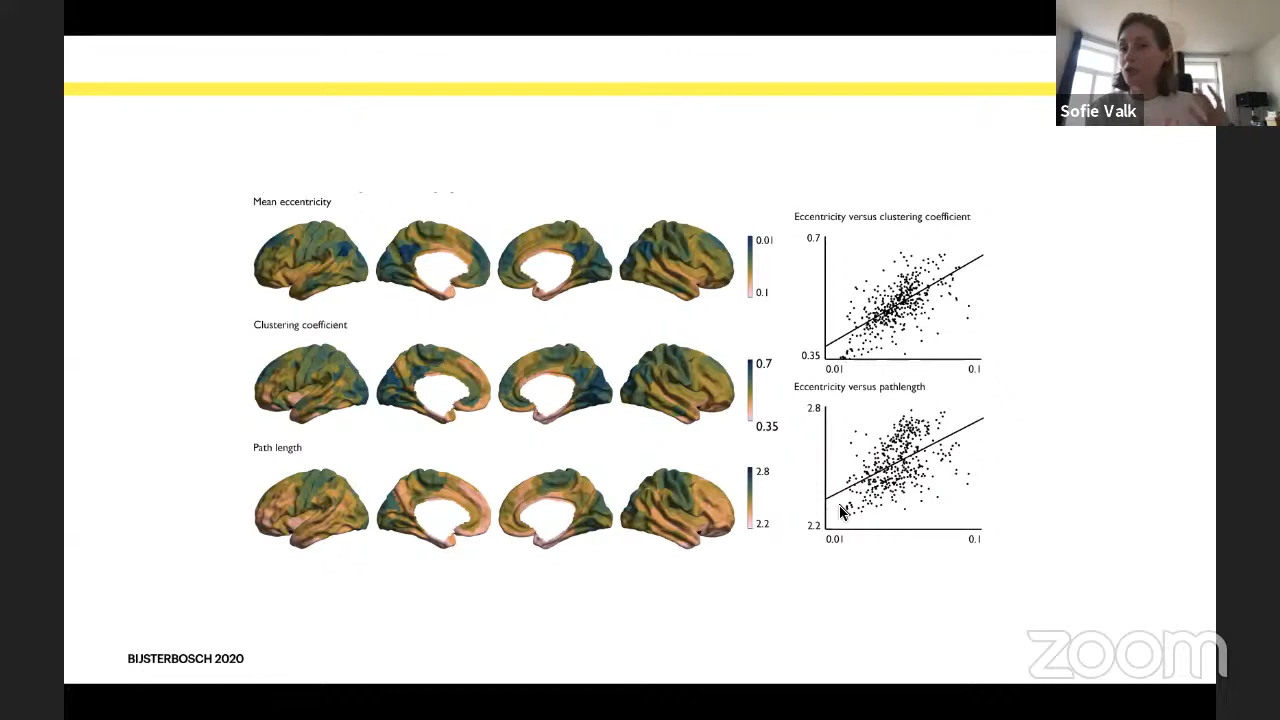 Sofie Valk
Mean eccentricity
0.01
0.1
Clustering coefficient
0.7
0.35
Path length
2.8
2.2
Eccentricity versus clustering coefficient
0.7
0.35
0.01 0.1
Eccentricity versus pathlength
2.8
2.2
0.01 0.1
BIJSTERBOSCH 2020
zoom